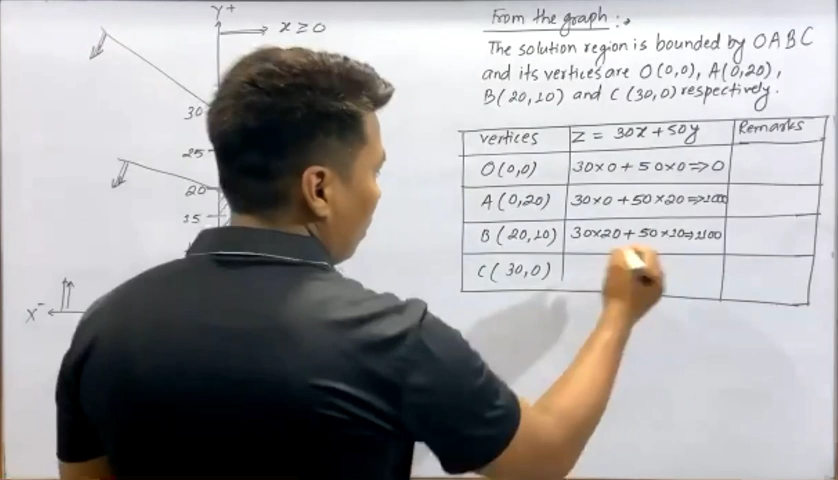 Y+
x ≥ 0
30
25
20
15
X-
From the graph :→
The solution region is bounded by OABC
and its vertices are O(0,0), A(0,20),
B(20,10) and C(30,0) respectively.
vertices Z = 30x + 50y Remarks
O(0,0) 30×0 + 50×0 ⇒ 0
A(0,20) 30×0 + 50×20 ⇒ 1000
B(20,10) 30×20 + 50×10 ⇒ 1100
C(30,0)